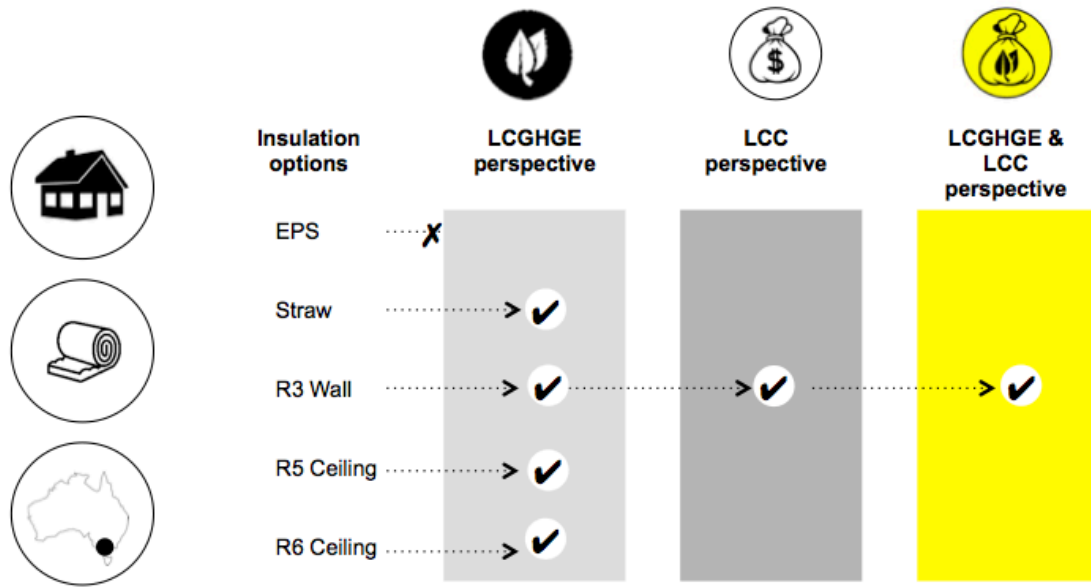 $
Insulation
options
LCGHGE
perspective
LCC
perspective
LCGHGE &
LCC
perspective
EPS
Straw
R3 Wall
R5 Ceiling
R6 Ceiling